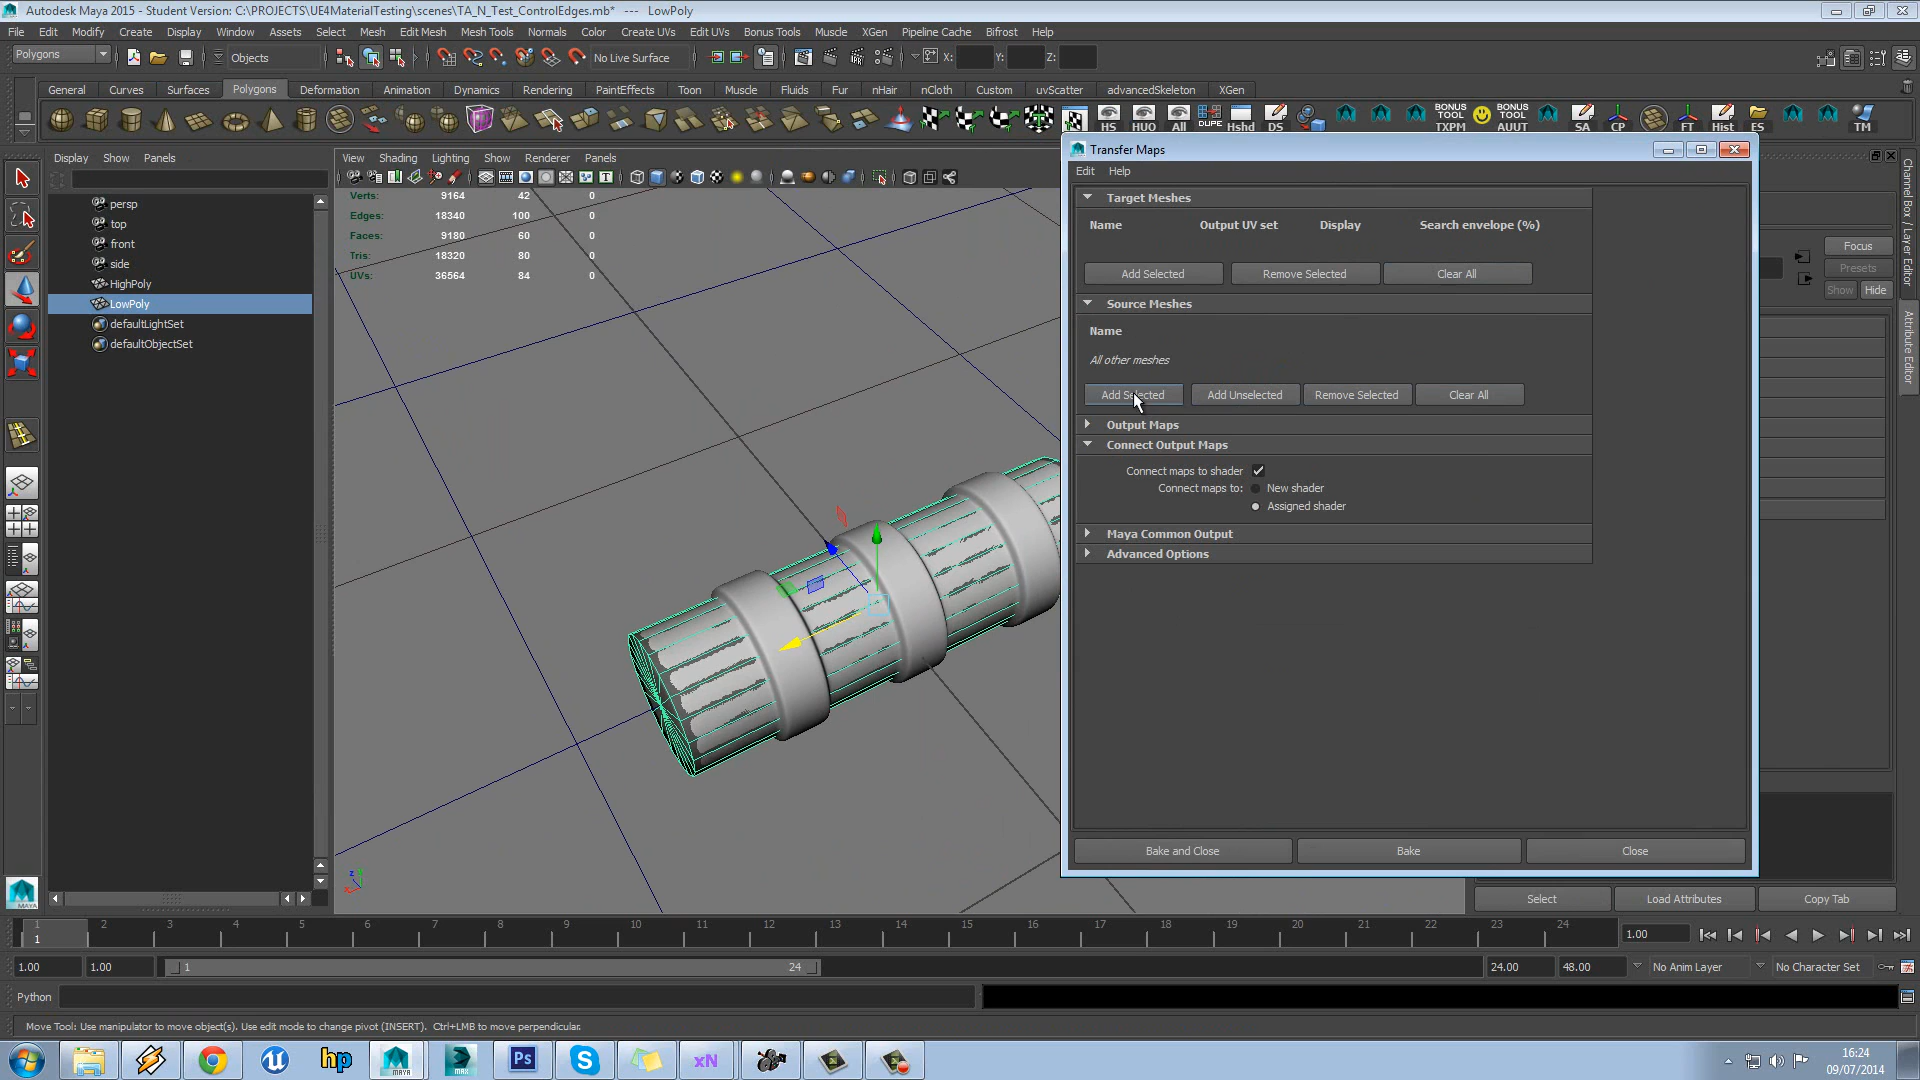 Autodesk Maya 2015 - Student Version: C:\PROJECTS\UE4MaterialTesting\scenes\TA_N_Test_ControlEdges.mb* --- LowPoly
File Edit Modify Create Display Window Assets Select Mesh Edit Mesh Mesh Tools Normals Color Create UVs Edit UVs Bonus Tools Muscle XGen Pipeline Cache Bifrost Help
Polygons Objects No Live Surface X: Y: Z:
General Curves Surfaces Polygons Deformation Animation Dynamics Rendering PaintEffects Toon Muscle Fluids Fur nHair nCloth Custom uvScatter advancedSkeleton XGen
HS HUO All DUPE Hshd DS BONUS TOOL TXPM BONUS TOOL AUUT SA CP FT Hist ES TM
Display Show Panels
View Shading Lighting Show Renderer Panels
persp
top
front
side
HighPoly
LowPoly
defaultLightSet
defaultObjectSet
Verts: 9164 42 0
Edges: 18340 100 0
Faces: 9180 60 0
Tris: 18320 80 0
UVs: 36564 84 0
Transfer Maps
Edit Help
Target Meshes
Name Output UV set Display Search envelope (%)
Add Selected Remove Selected Clear All
Source Meshes
Name
All other meshes
Add Selected Add Unselected Remove Selected Clear All
Output Maps
Connect Output Maps
Connect maps to shader
Connect maps to: New shader
Assigned shader
Maya Common Output
Advanced Options
Bake and Close Bake Close
Focus
Presets
Show Hide
Channel Box / Layer Editor
Attribute Editor
Select Load Attributes Copy Tab
1 2 3 4 5 6 7 8 9 10 11 12 13 14 15 16 17 18 19 20 21 22 23 24
1 1.00
1.00 1.00 1 24 24.00 48.00 No Anim Layer No Character Set
Python
Move Tool: Use manipulator to move object(s). Use edit mode to change pivot (INSERT). Ctrl+LMB to move perpendicular.
16:24
09/07/2014